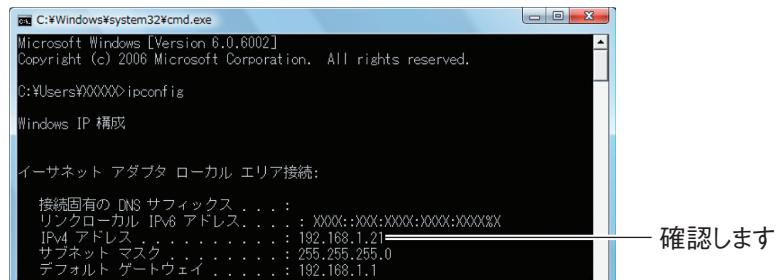 C:¥Windows¥system32¥cmd.exe
Microsoft Windows [Version 6.0.6002]
Copyright (c) 2006 Microsoft Corporation.  All rights reserved.
C:¥Users¥XXXXX>ipconfig
Windows IP 構成
イーサネット アダプタ ローカル エリア接続:
接続固有の DNS サフィックス . . . :
リンクローカル IPv6 アドレス. . . . : XXXX::XXX:XXXX:XXXX:XXXX%X
IPv4 アドレス . . . . . . . . . . : 192.168.1.21
確認します
サブネット マスク . . . . . . . . : 255.255.255.0
デフォルト ゲートウェイ . . . . . : 192.168.1.1